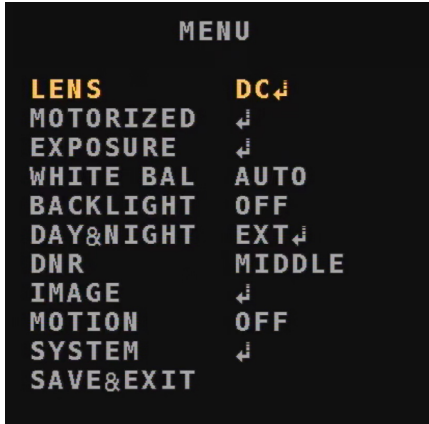 MENU
LENS DC↲
MOTORIZED ↲
EXPOSURE ↲
WHITE BAL AUTO
BACKLIGHT OFF
DAY&NIGHT EXT↲
DNR MIDDLE
IMAGE ↲
MOTION OFF
SYSTEM ↲
SAVE&EXIT